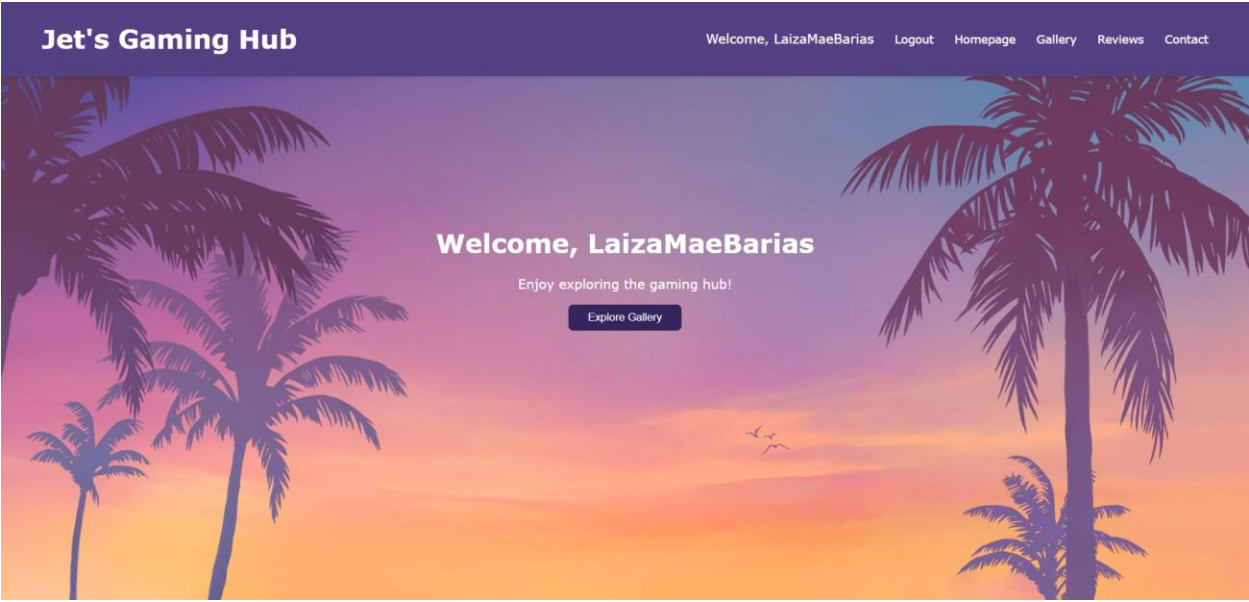 Jet's Gaming Hub
Welcome, LaizaMaeBarias Logout Homepage Gallery Reviews Contact
Welcome, LaizaMaeBarias
Enjoy exploring the gaming hub!
Explore Gallery